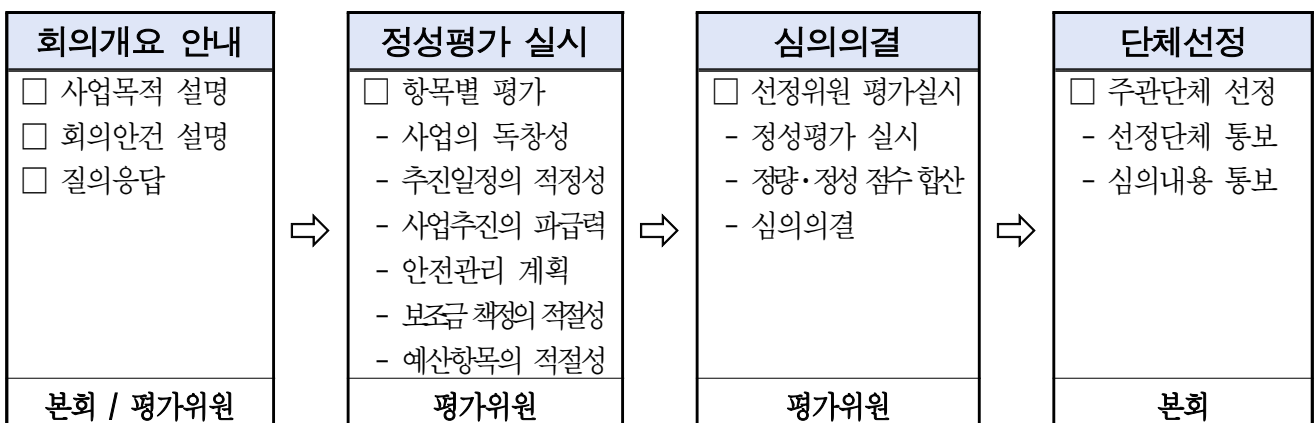 회의개요 안내
□ 사업목적 설명
□ 회의안건 설명
□ 질의응답
본회 / 평가위원
⇨
정성평가 실시
□ 항목별 평가
- 사업의 독창성
- 추진일정의 적정성
- 사업추진의 파급력
- 안전관리 계획
- 보조금 책정의 적절성
- 예산항목의 적절성
평가위원
⇨
심의의결
□ 선정위원 평가실시
- 정성평가 실시
- 정량·정성 점수 합산
- 심의의결
평가위원
⇨
단체선정
□ 주관단체 선정
- 선정단체 통보
- 심의내용 통보
본회